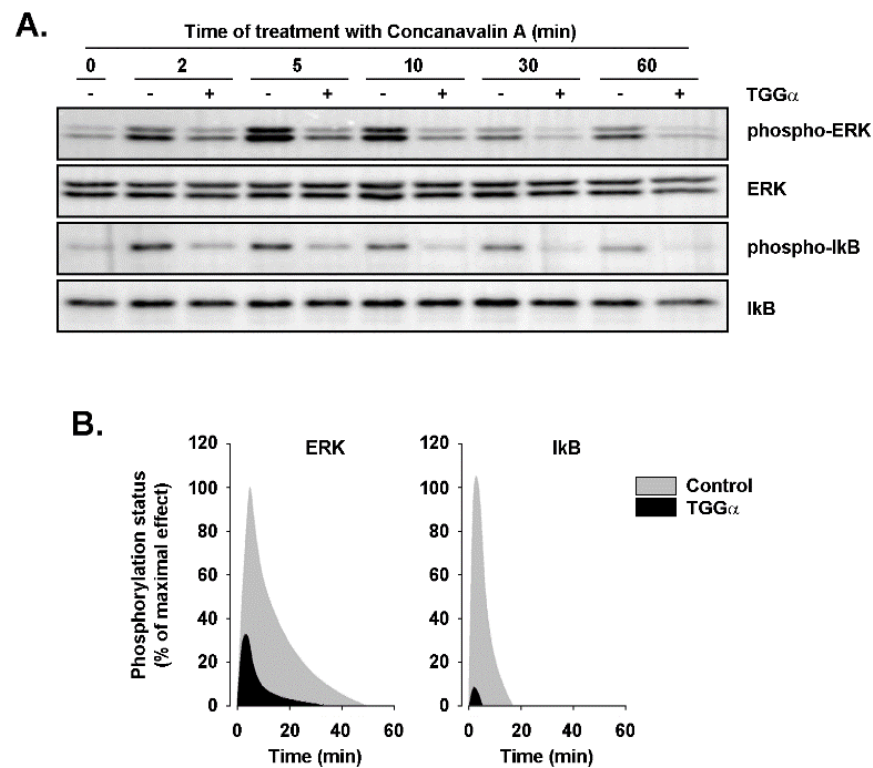 A.
Time of treatment with Concanavalin A (min)
0 2 5 10 30 60
- - + - + - + - + - + TGGα
phospho-ERK
ERK
phospho-IkB
IkB
B.
Phosphorylation status
(% of maximal effect)
120
100
80
60
40
20
0
ERK
0 20 40 60
Time (min)
120
100
80
60
40
20
0
IkB
0 20 40 60
Time (min)
Control
TGGα